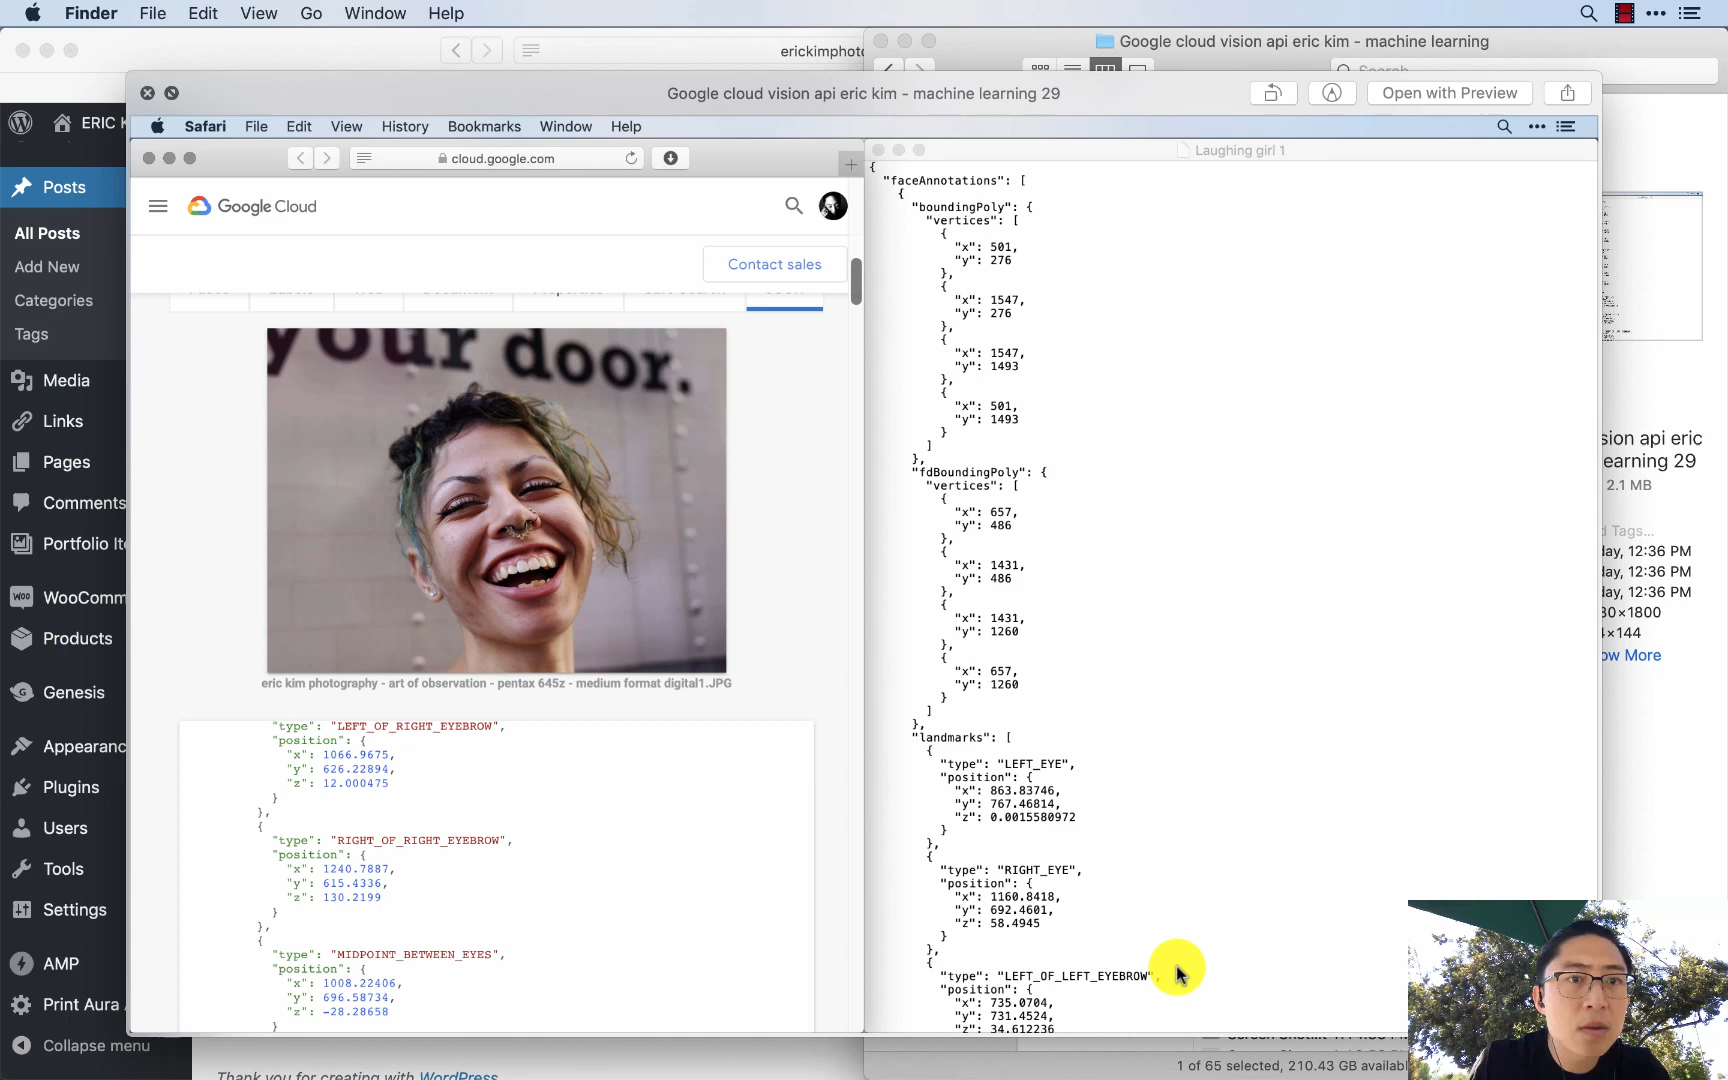 Finder File Edit View Go Window Help
erickimphoto
Google cloud vision api eric kim - machine learning
Search
Google cloud vision api eric kim - machine learning 29
Open with Preview
ERIC K
Posts
All Posts
Add New
Categories
Tags
Media
Links
Pages
Comments
Portfolio Ite
WooComm
Products
Genesis
Appearanc
Plugins
Users
Tools
Settings
AMP
Print Aura
Collapse menu
Safari File Edit View History Bookmarks Window Help
cloud.google.com
Google Cloud
Contact sales
your door.
eric kim photography - art of observation - pentax 645z - medium format digital1.JPG
"type": "LEFT_OF_RIGHT_EYEBROW",
"position": {
"x": 1066.9675,
"y": 626.22894,
"z": 12.000475
}
},
{
"type": "RIGHT_OF_RIGHT_EYEBROW",
"position": {
"x": 1240.7887,
"y": 615.4336,
"z": 130.2199
}
},
{
"type": "MIDPOINT_BETWEEN_EYES",
"position": {
"x": 1008.22406,
"y": 696.58734,
"z": -28.28658
}
Laughing girl 1
{
"faceAnnotations": [
{
"boundingPoly": {
"vertices": [
{
"x": 501,
"y": 276
},
{
"x": 1547,
"y": 276
},
{
"x": 1547,
"y": 1493
},
{
"x": 501,
"y": 1493
}
]
},
"fdBoundingPoly": {
"vertices": [
{
"x": 657,
"y": 486
},
{
"x": 1431,
"y": 486
},
{
"x": 1431,
"y": 1260
},
{
"x": 657,
"y": 1260
}
]
},
"landmarks": [
{
"type": "LEFT_EYE",
"position": {
"x": 863.83746,
"y": 767.46814,
"z": 0.0015580972
}
},
{
"type": "RIGHT_EYE",
"position": {
"x": 1160.8418,
"y": 692.4601,
"z": 58.4945
}
},
{
"type": "LEFT_OF_LEFT_EYEBROW",
"position": {
"x": 735.0704,
"y": 731.4524,
"z": 34.612236
sion api eric
earning 29
2.1 MB
d Tags...
day, 12:36 PM
day, 12:36 PM
day, 12:36 PM
80×1800
4×144
ow More
1 of 65 selected, 210.43 GB availabl
Thank you for creating with WordPress